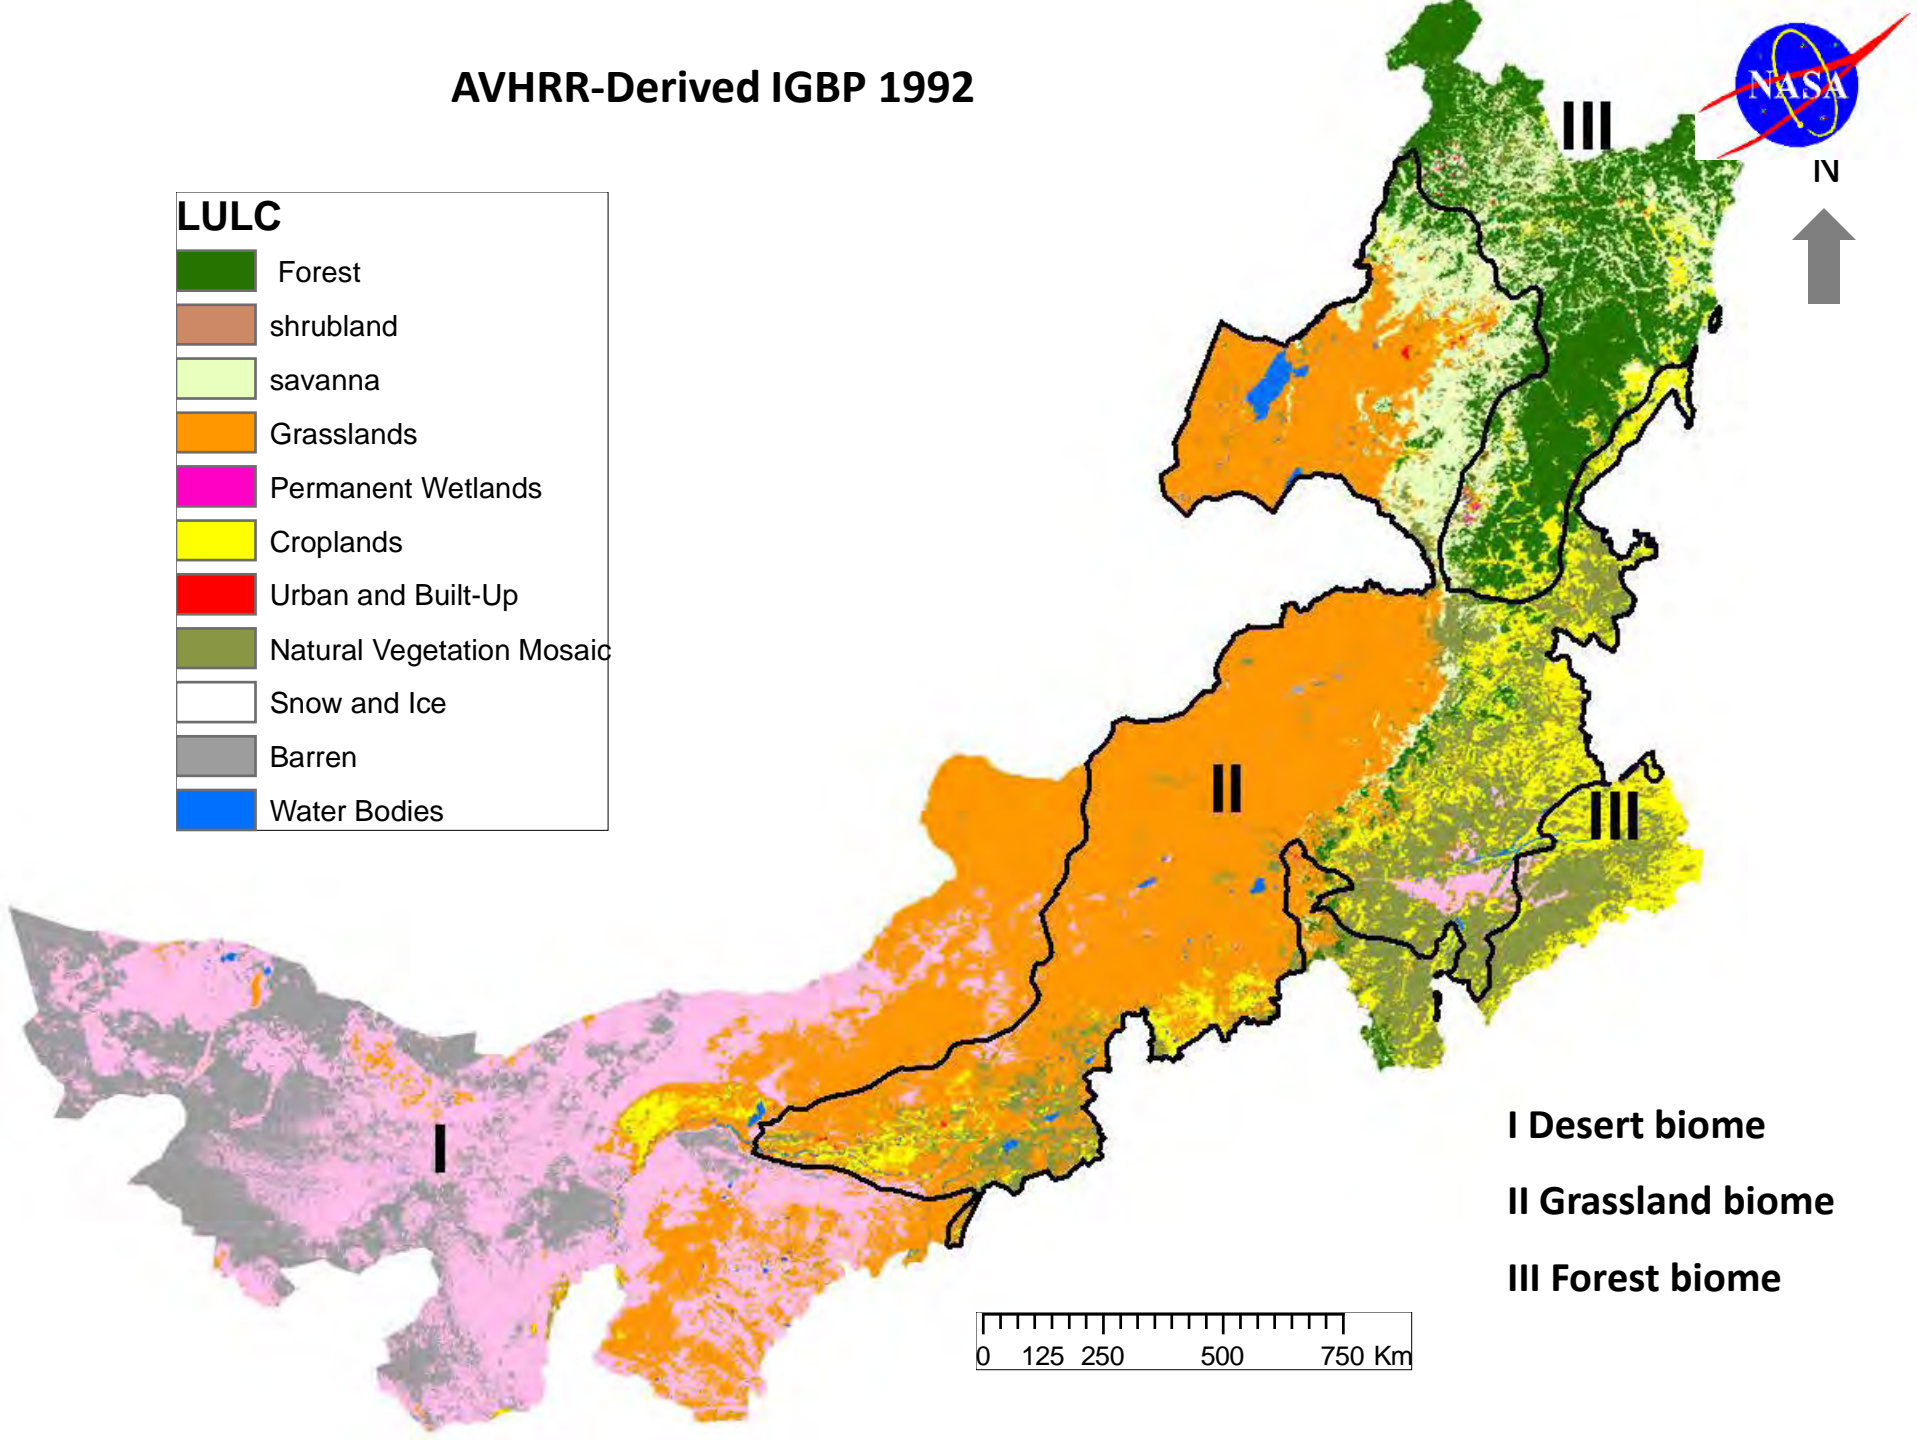 AVHRR-Derived IGBP 1992
NASA
N
III
LULC
Forest
shrubland
savanna
Grasslands
Permanent Wetlands
Croplands
Urban and Built-Up
Natural Vegetation Mosaic
Snow and Ice
Barren
Water Bodies
II
III
I
I Desert biome
II Grassland biome
III Forest biome
0 125 250 500 750 Km